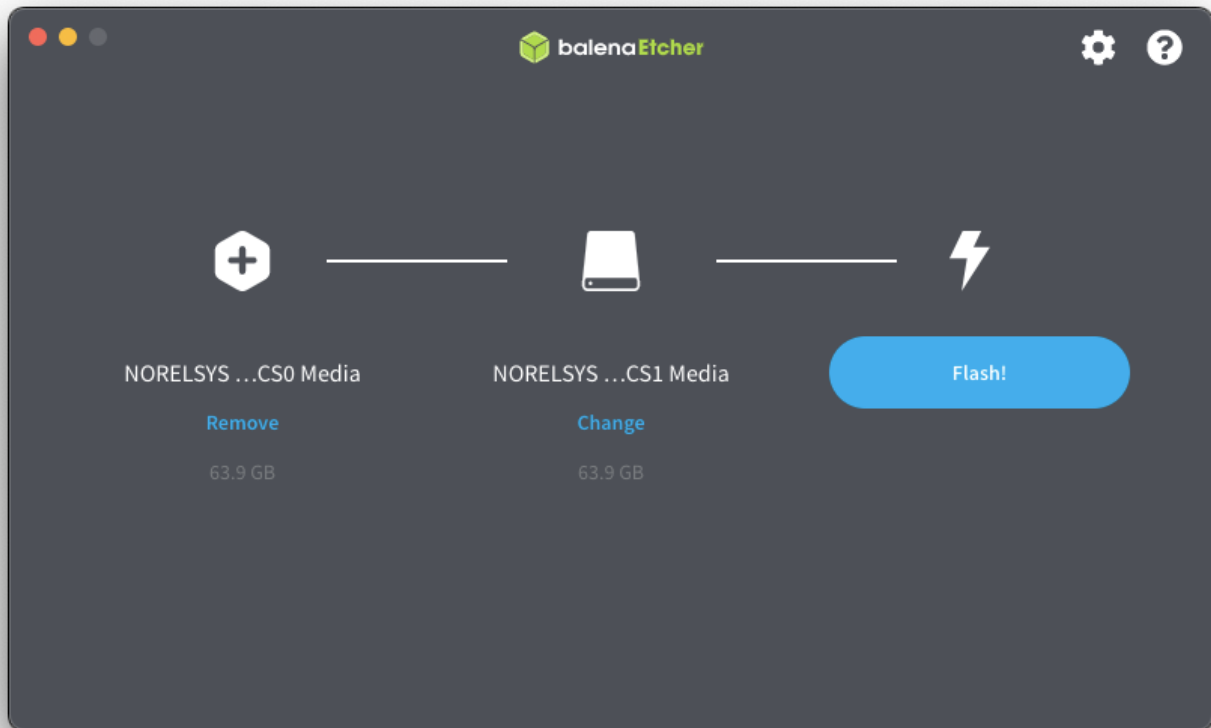 balenaEtcher
NORELSYS ...CS0 Media
NORELSYS ...CS1 Media
Flash!
Remove
Change
63.9 GB
63.9 GB